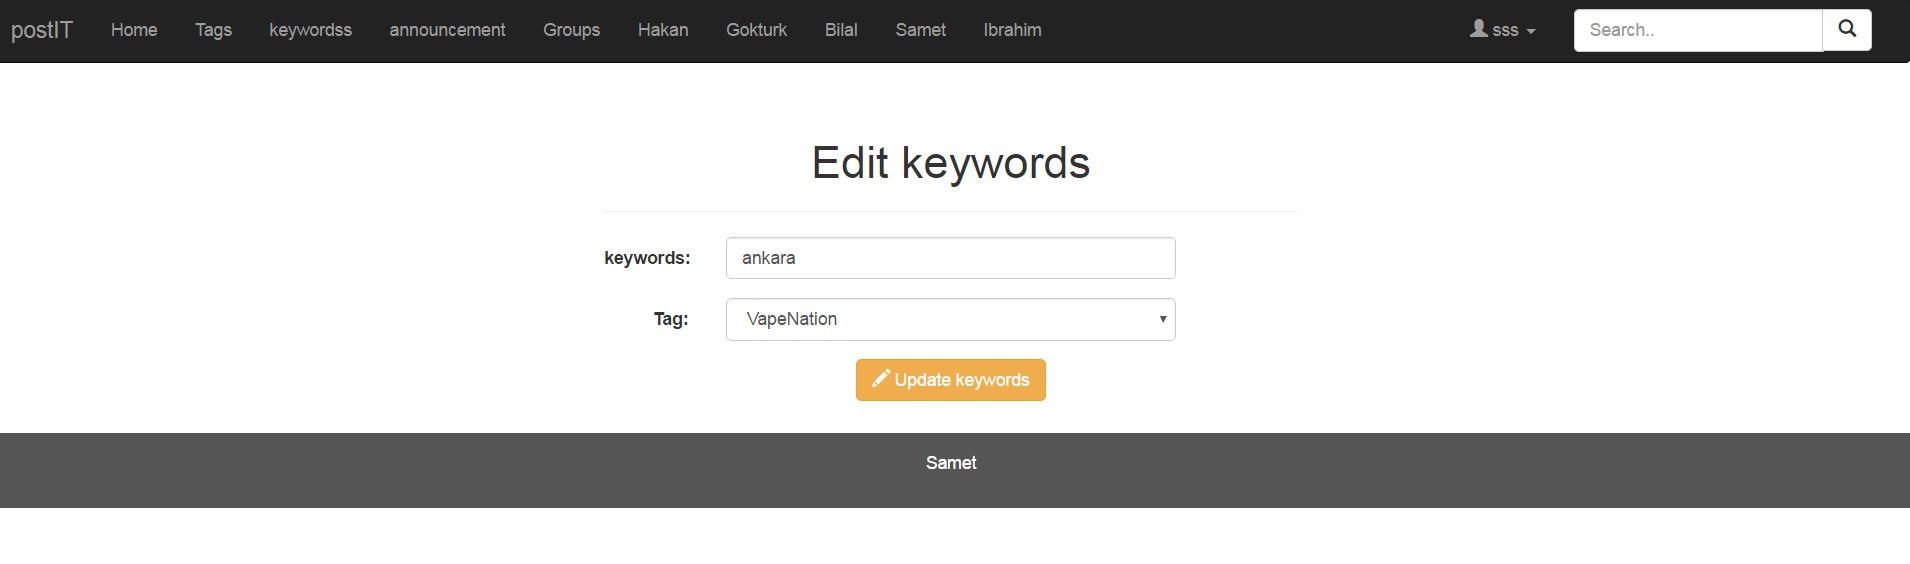 postIT Home Tags keywordss announcement Groups Hakan Gokturk Bilal Samet Ibrahim sss Search..
Edit keywords
keywords: ankara
Tag: VapeNation
Update keywords
Samet